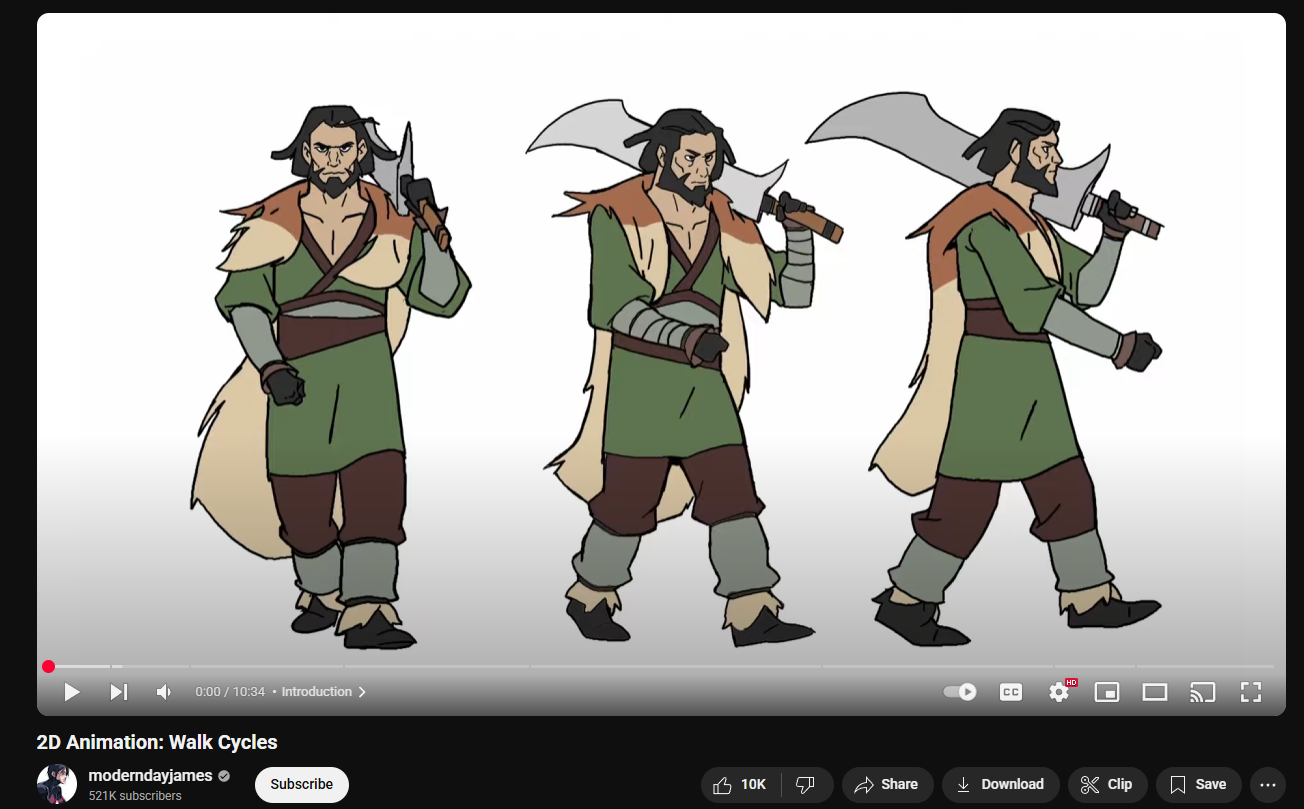 0:00 / 10:34 • Introduction
CC
HD
2D Animation: Walk Cycles
moderndayjames
521K subscribers
Subscribe
10K
Share
Download
Clip
Save